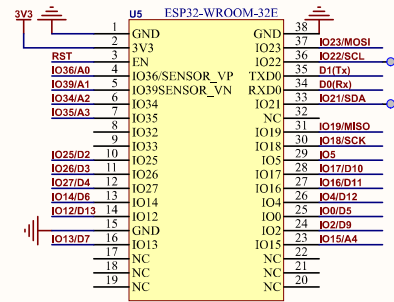 3V3 U5 ESP32-WROOM-32E
1 GND GND 38
2 3V3 IO23 37 IO23/MOSI
RST 3 EN IO22 36 IO22/SCL
IO36/A0 4 IO36/SENSOR_VP TXD0 35 D1(Tx)
IO39/A1 5 IO39SENSOR_VN RXD0 34 D0(Rx)
IO34/A2 6 IO34 IO21 33 IO21/SDA
IO35/A3 7 IO35 NC 32
8 IO32 IO19 31 IO19/MISO
9 IO33 IO18 30 IO18/SCK
IO25/D2 10 IO25 IO5 29 IO5
IO26/D3 11 IO26 IO17 28 IO17/D10
IO27/D4 12 IO27 IO16 27 IO16/D11
IO14/D6 13 IO14 IO4 26 IO4/D12
IO12/D13 14 IO12 IO0 25 IO0/D5
15 GND IO2 24 IO2/D9
IO13/D7 16 IO13 IO15 23 IO15/A4
17 NC NC 22
18 NC NC 21
19 NC NC 20